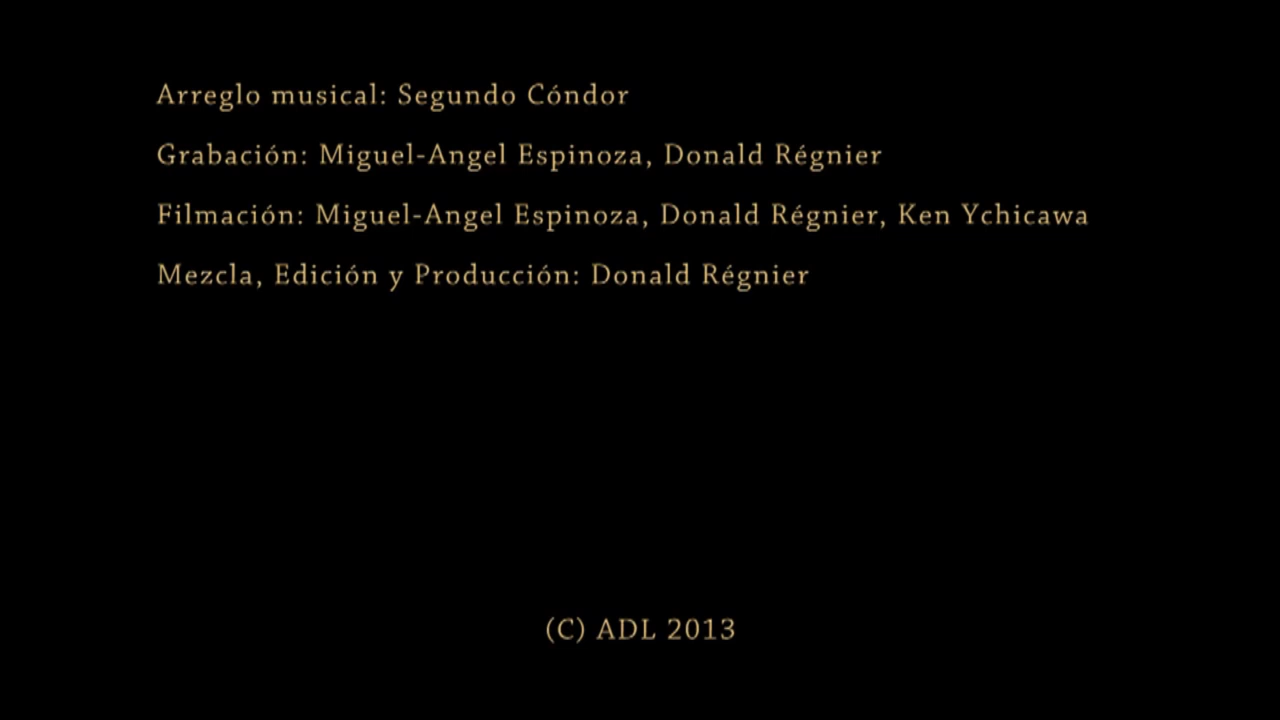 Arreglo musical: Segundo Cóndor
Grabación: Miguel-Angel Espinoza, Donald Régnier
Filmación: Miguel-Angel Espinoza, Donald Régnier, Ken Ychicawa
Mezcla, Edición y Producción: Donald Régnier
(C) ADL 2013